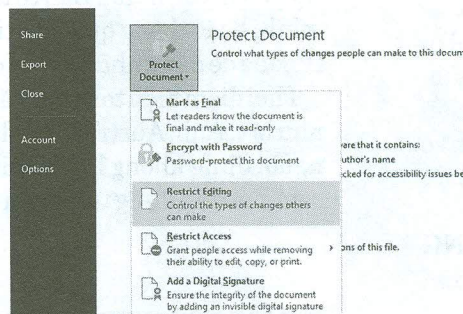 Share
Export
Close
Account
Options
Protect Document
Control what types of changes people can make to this docum
Protect
Document
Mark as Final
Let readers know the document is
final and make it read-only
Encrypt with Password
Password-protect this document
Restrict Editing
Control the types of changes others
can make
Restrict Access
Grant people access while removing
their ability to edit, copy, or print.
Add a Digital Signature
Ensure the integrity of the document
by adding an invisible digital signature
are that it contains:
uthor's name
cked for accessibility issues be
ons of this file.